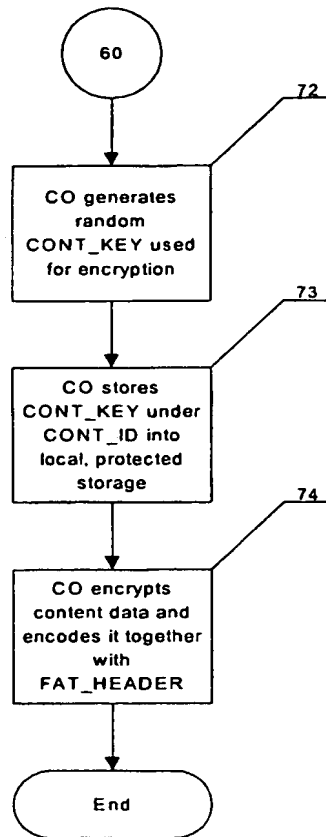 60
72
CO generates
random
CONT_KEY used
for encryption
73
CO stores
CONT_KEY under
CONT_ID into
local, protected
storage
74
CO encrypts
content data and
encodes it together
with
FAT_HEADER
End